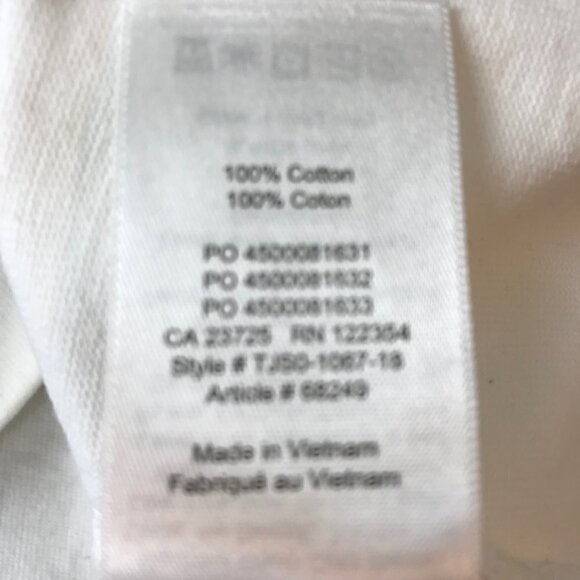 100% Cotton
100% Coton
PO 4500081631
PO 4500081632
PO 4500081633
CA 23725 RN 122354
Style # TJS0-1067-18
Article # 68249
Made in Vietnam
Fabriqué au Vietnam